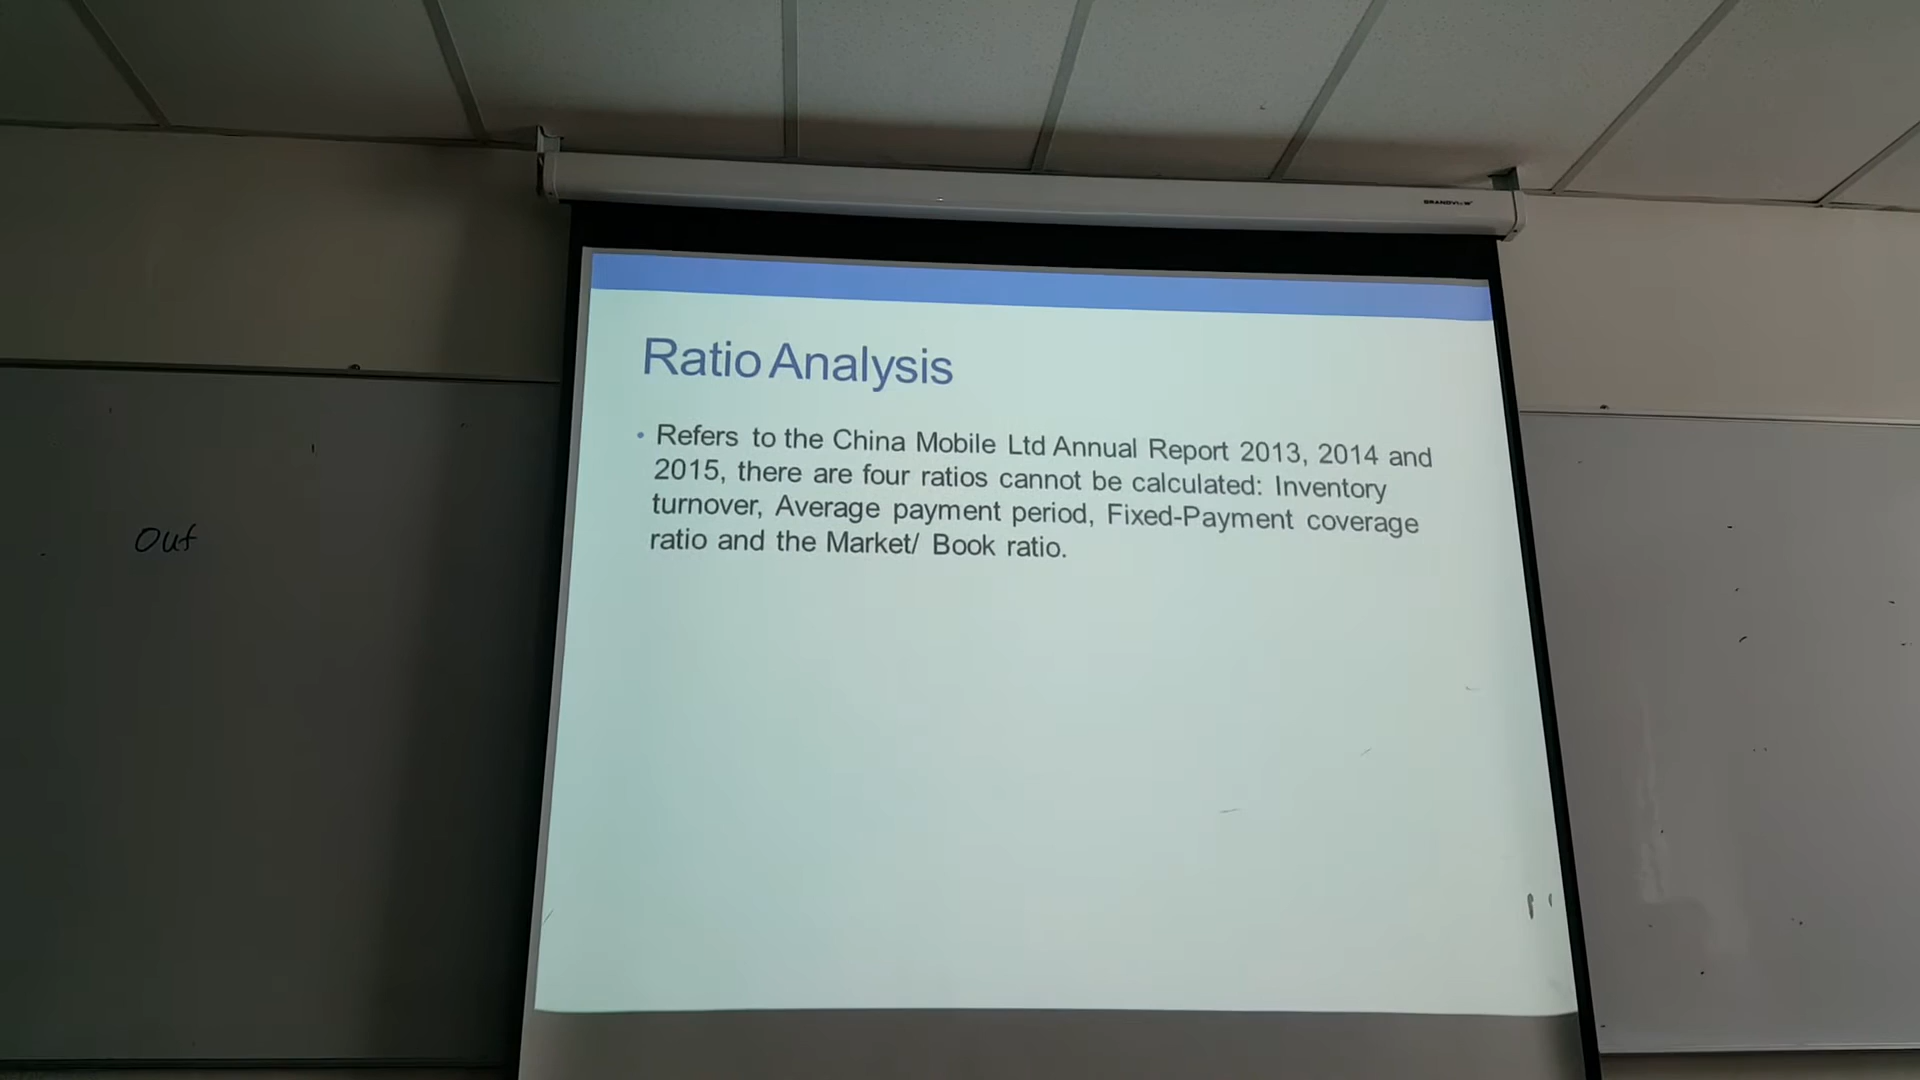 GRANDVIEW
Ratio Analysis
• Refers to the China Mobile Ltd Annual Report 2013, 2014 and
2015, there are four ratios cannot be calculated: Inventory
turnover, Average payment period, Fixed-Payment coverage
ratio and the Market/ Book ratio.
Out